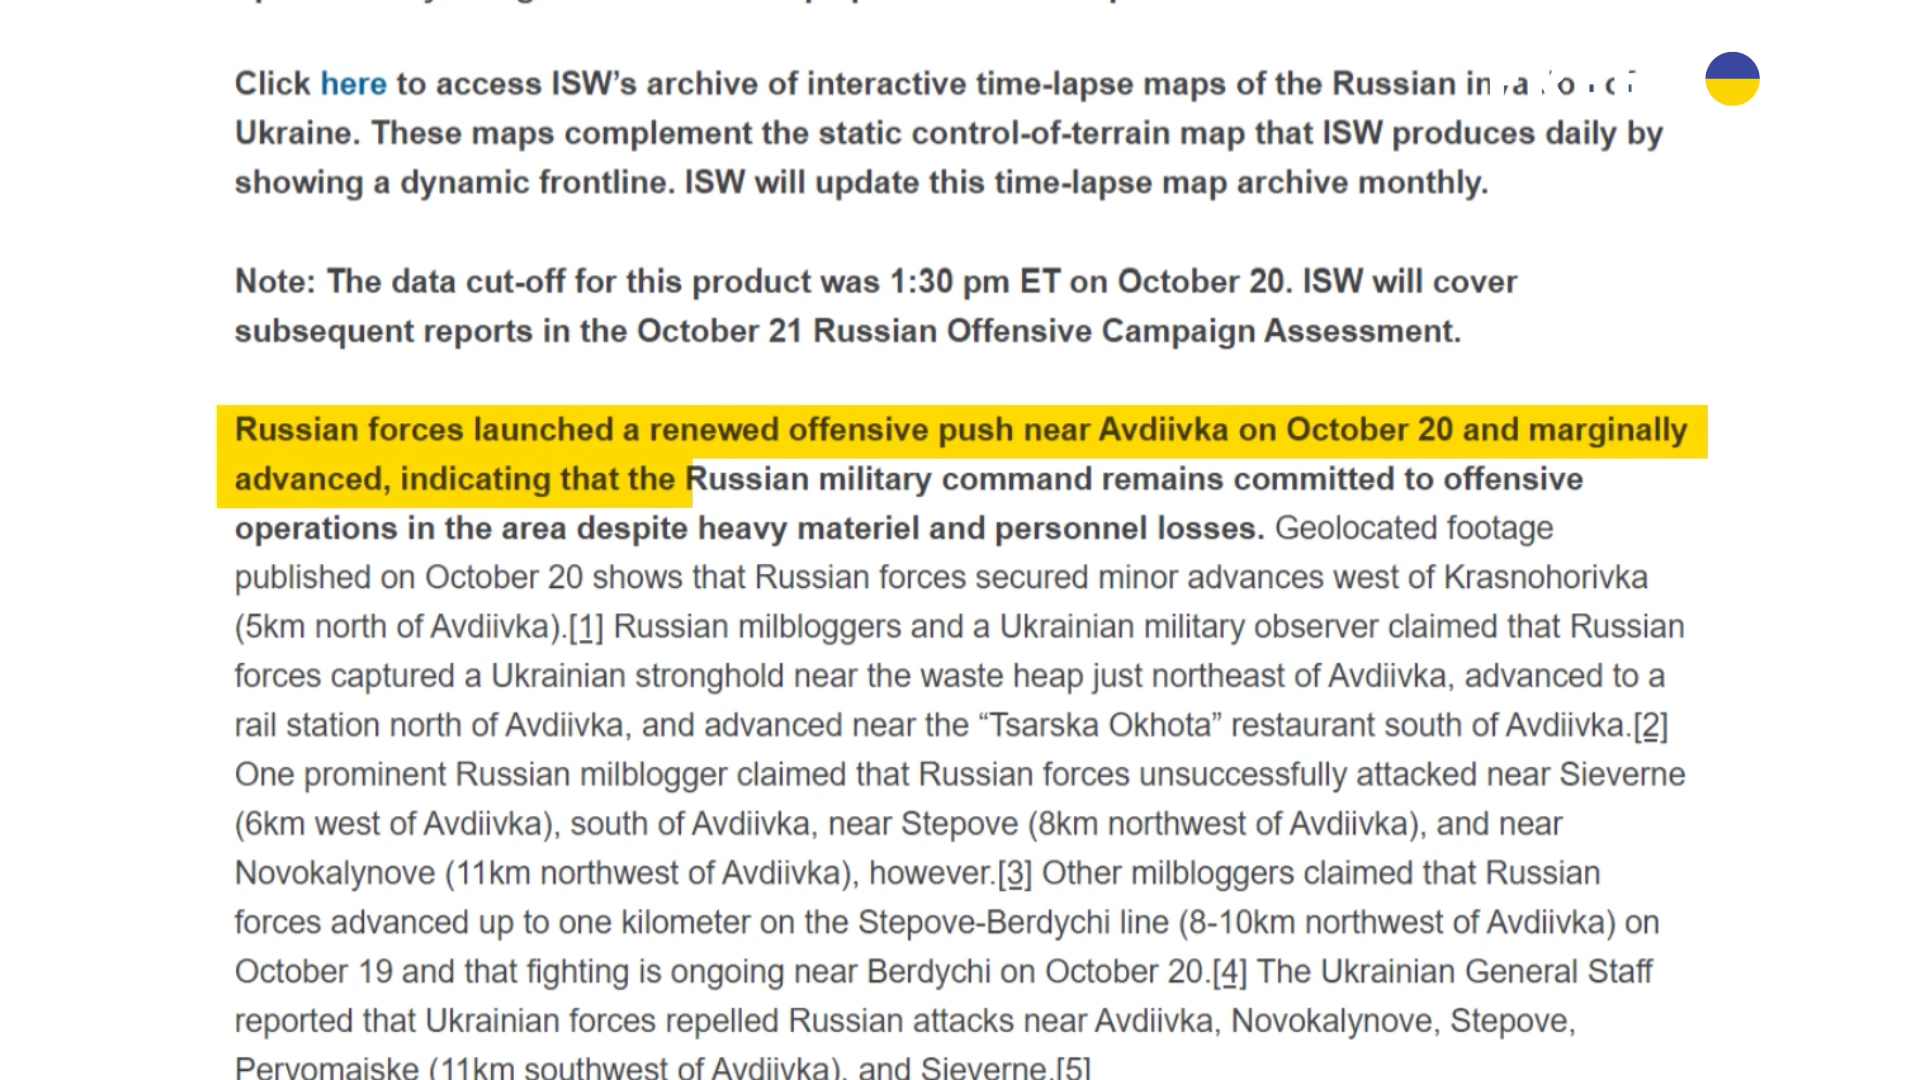 Click here to access ISW’s archive of interactive time-lapse maps of the Russian
Ukraine. These maps complement the static control-of-terrain map that ISW produces daily by
showing a dynamic frontline. ISW will update this time-lapse map archive monthly.
Note: The data cut-off for this product was 1:30 pm ET on October 20. ISW will cover
subsequent reports in the October 21 Russian Offensive Campaign Assessment.
Russian forces launched a renewed offensive push near Avdiivka on October 20 and marginally
advanced, indicating that the Russian military command remains committed to offensive
operations in the area despite heavy materiel and personnel losses. Geolocated footage
published on October 20 shows that Russian forces secured minor advances west of Krasnohorivka
(5km north of Avdiivka).[1] Russian milbloggers and a Ukrainian military observer claimed that Russian
forces captured a Ukrainian stronghold near the waste heap just northeast of Avdiivka, advanced to a
rail station north of Avdiivka, and advanced near the “Tsarska Okhota” restaurant south of Avdiivka.[2]
One prominent Russian milblogger claimed that Russian forces unsuccessfully attacked near Sieverne
(6km west of Avdiivka), south of Avdiivka, near Stepove (8km northwest of Avdiivka), and near
Novokalynove (11km northwest of Avdiivka), however.[3] Other milbloggers claimed that Russian
forces advanced up to one kilometer on the Stepove-Berdychi line (8-10km northwest of Avdiivka) on
October 19 and that fighting is ongoing near Berdychi on October 20.[4] The Ukrainian General Staff
reported that Ukrainian forces repelled Russian attacks near Avdiivka, Novokalynove, Stepove,
Pervomaiske (11km southwest of Avdiivka), and Sieverne.[5]